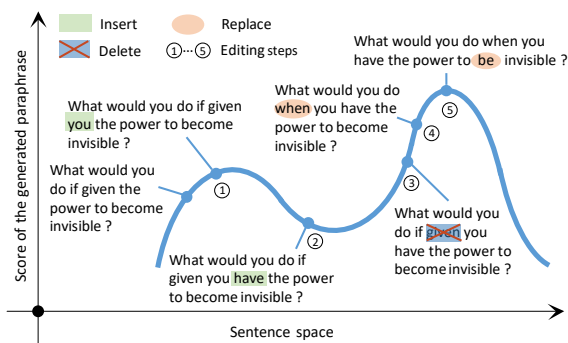 Insert
Replace
Delete
①···⑤ Editing steps
What would you do when you
have the power to be invisible ?
What would you do if given
you the power to become
invisible ?
What would you do
when you have the
power to become
invisible ?
What would you
do if given the
power to become
invisible ?
①
②
③
④
⑤
What would you do if
given you have the power
to become invisible ?
What would you
do if given you
have the power to
become invisible ?
Score of the generated paraphrase
Sentence space